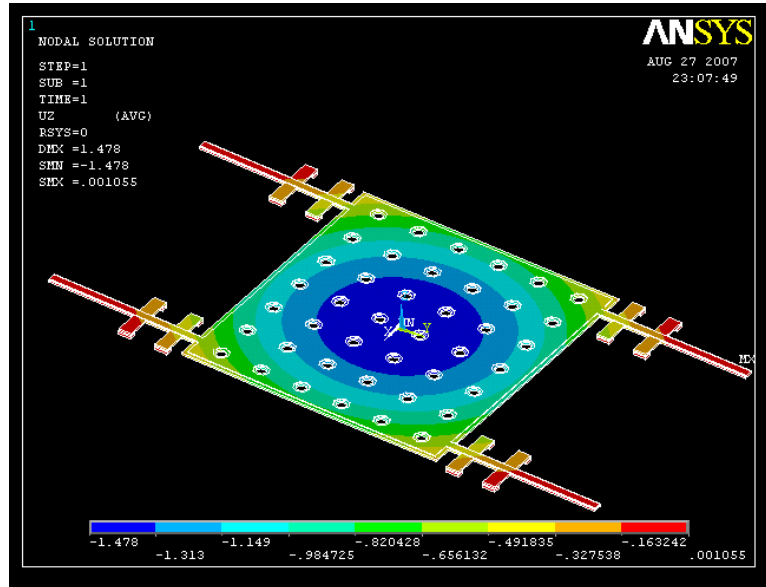 1
NODAL SOLUTION
STEP=1
SUB =1
TIME=1
UZ (AVG)
RSYS=0
DMX =1.478
SMN =-1.478
SMX =.001055
ANSYS
AUG 27 2007
23:07:49
MN
X
Y
MX
-1.478
-1.313
-1.149
-.984725
-.820428
-.656132
-.491835
-.327538
-.163242
.001055